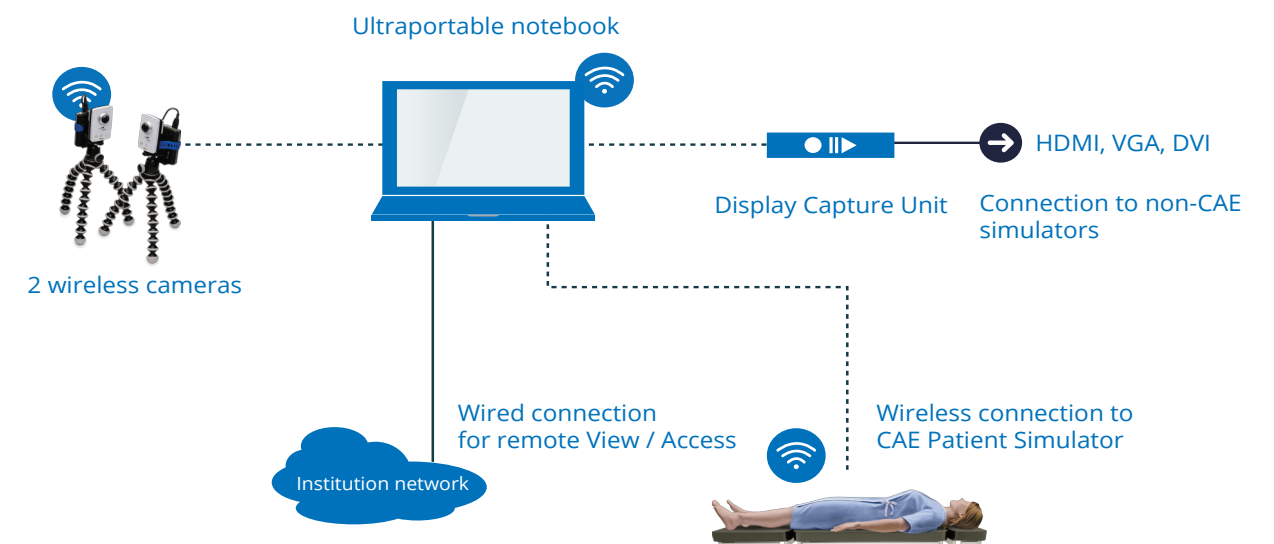 Ultraportable notebook
HDMI, VGA, DVI
Display Capture Unit
Connection to non-CAE
simulators
2 wireless cameras
Wired connection
for remote View / Access
Wireless connection to
CAE Patient Simulator
Institution network